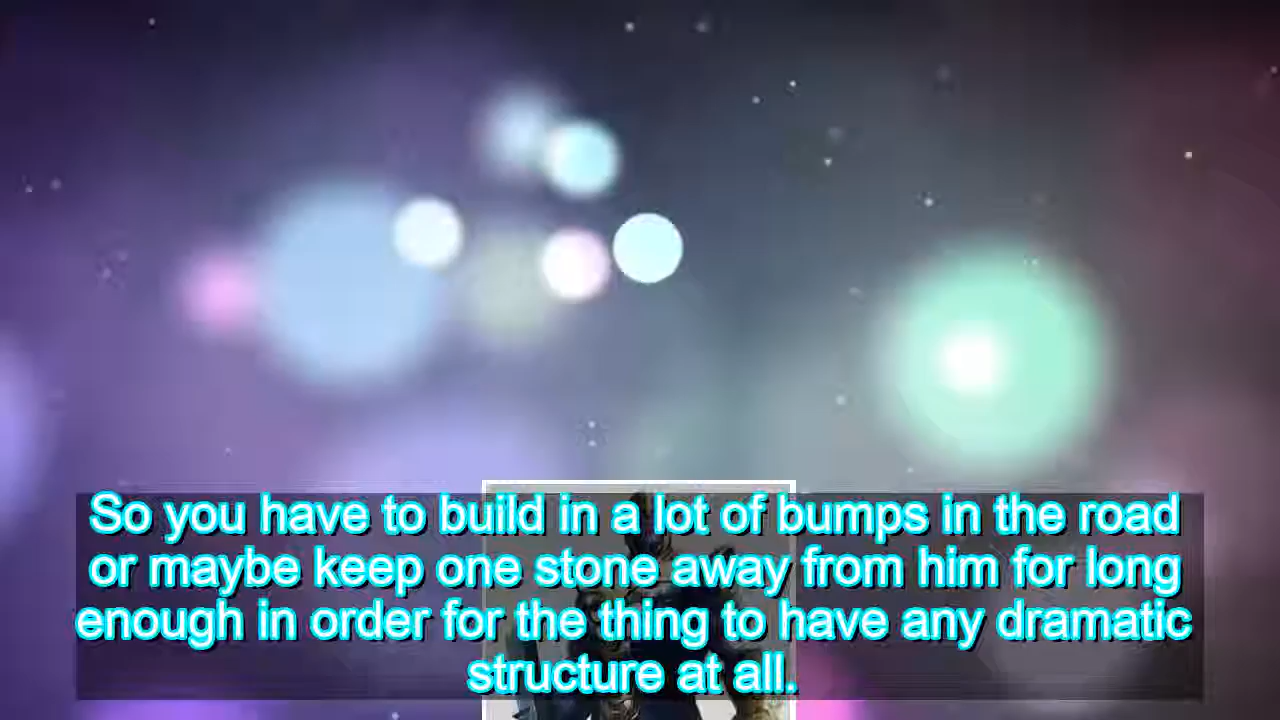 So you have to build in a lot of bumps in the road
or maybe keep one stone away from him for long
enough in order for the thing to have any dramatic
structure at all.